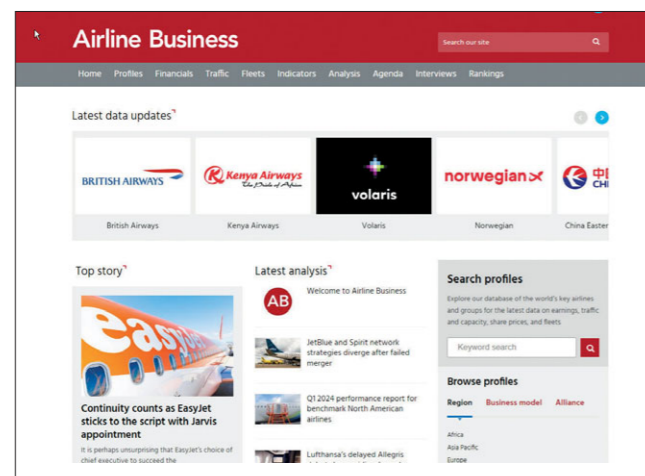 Airline Business
Search our site
Home Profiles Financials Traffic Fleets Indicators Analysis Agenda Interviews Rankings
Latest data updates
BRITISH AIRWAYS
Kenya Airways
The Pride of Africa
volaris
norwegian
中
CHI
British Airways
Kenya Airways
Volaris
Norwegian
China Easter
Top story
easyJet
Continuity counts as EasyJet
sticks to the script with Jarvis
appointment
It is perhaps unsurprising that EasyJet's choice of
chief executive to succeed the
Latest analysis
AB
Welcome to Airline Business
JetBlue and Spirit network
strategies diverge after failed
merger
Q1 2024 performance report for
benchmark North American
airlines
Lufthansa's delayed Allegris
Search profiles
Explore our database of the world's key airlines
and groups for the latest data on earnings, traffic
and capacity, share prices, and fleets
Keyword search
Browse profiles
Region Business model Alliance
Africa
Asia Pacific
Europe